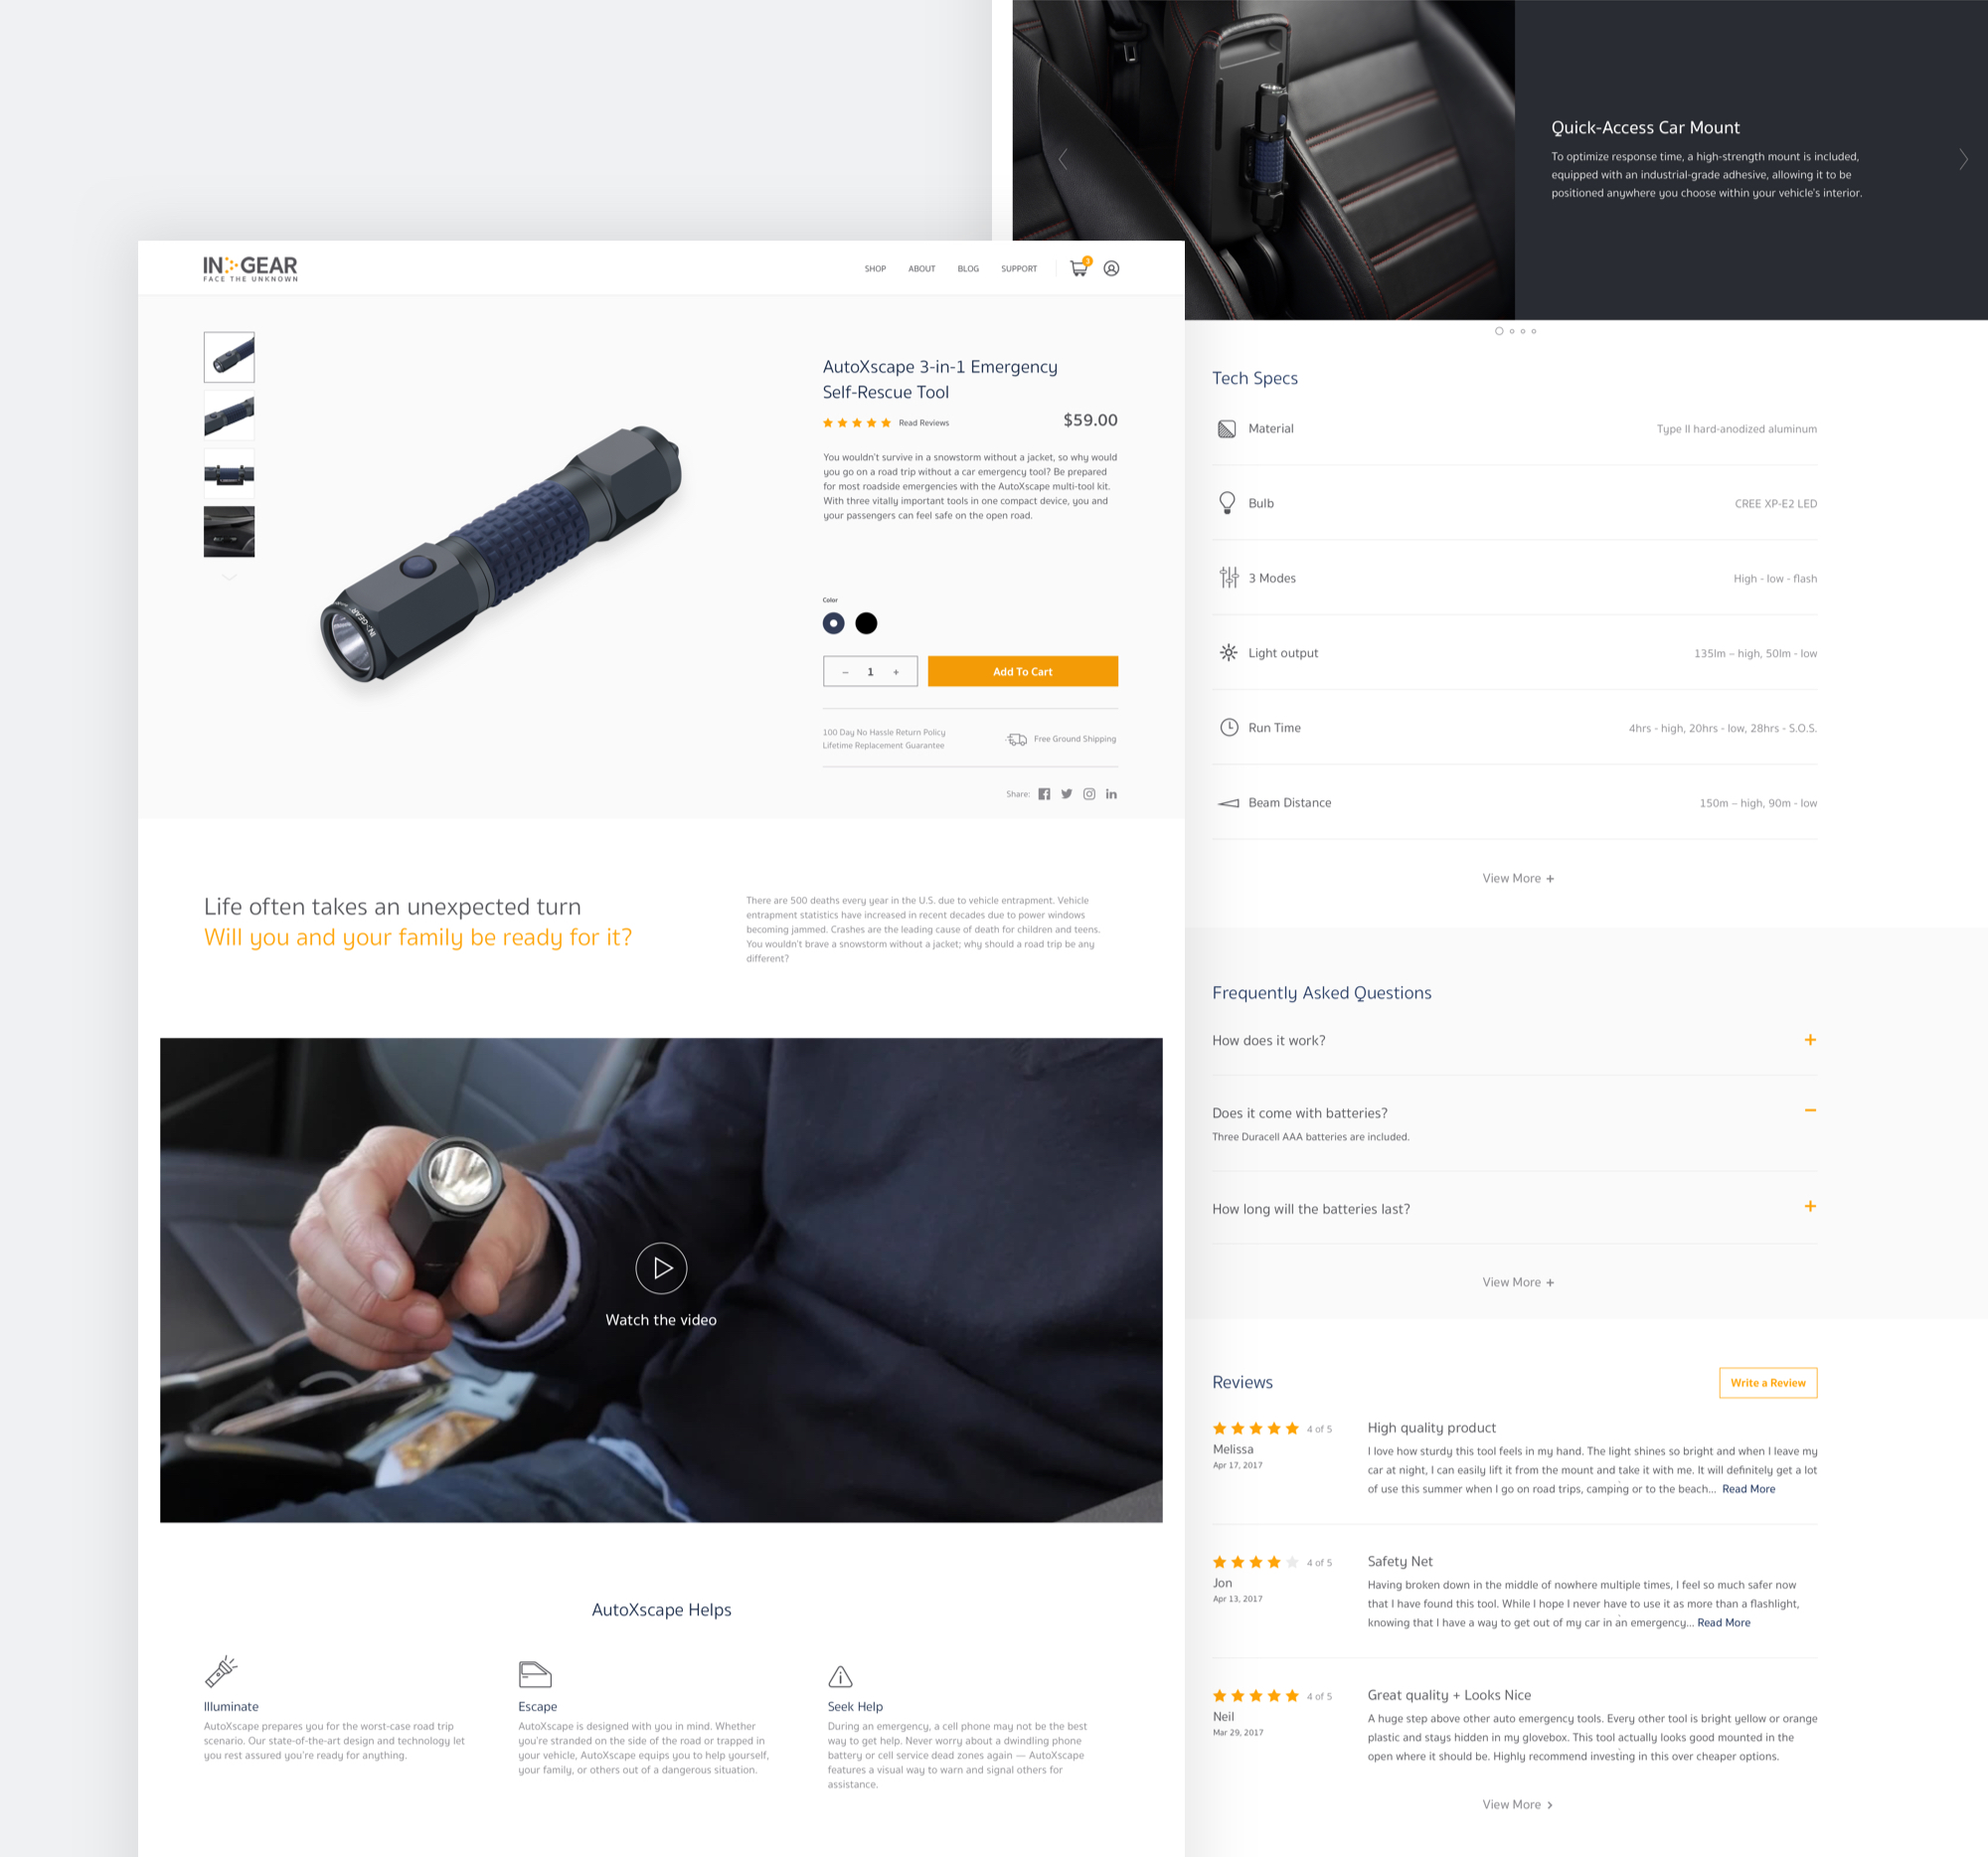 IN GEAR
FACE THE UNKNOWN
SHOP ABOUT BLOG SUPPORT
3
AutoXscape 3-in-1 Emergency
Self-Rescue Tool
Read Reviews
$59.00
You wouldn't survive in a snowstorm without a jacket, so why would
you go on a road trip without a car emergency tool? Be prepared
for most roadside emergencies with the AutoXscape multi-tool kit.
With three vitally important tools in one compact device, you and
your passengers can feel safe on the open road.
Color
– 1 +
Add To Cart
100 Day No Hassle Return Policy
Lifetime Replacement Guarantee
Free Ground Shipping
Share:
IN>GEAR
Life often takes an unexpected turn
Will you and your family be ready for it?
There are 500 deaths every year in the U.S. due to vehicle entrapment. Vehicle
entrapment statistics have increased in recent decades due to power windows
becoming jammed. Crashes are the leading cause of death for children and teens.
You wouldn't brave a snowstorm without a jacket; why should a road trip be any
different?
Watch the video
AutoXscape Helps
Illuminate
AutoXscape prepares you for the worst-case road trip
scenario. Our state-of-the-art design and technology let
you rest assured you're ready for anything.
Escape
AutoXscape is designed with you in mind. Whether
you're stranded on the side of the road or trapped in
your vehicle, AutoXscape equips you to help yourself,
your family, or others out of a dangerous situation.
Seek Help
During an emergency, a cell phone may not be the best
way to get help. Never worry about a dwindling phone
battery or cell service dead zones again — AutoXscape
features a visual way to warn and signal others for
assistance.
Quick-Access Car Mount
To optimize response time, a high-strength mount is included,
equipped with an industrial-grade adhesive, allowing it to be
positioned anywhere you choose within your vehicle's interior.
Tech Specs
Material Type II hard-anodized aluminum
Bulb CREE XP-E2 LED
3 Modes High - low - flash
Light output 135lm – high, 50lm - low
Run Time 4hrs - high, 20hrs - low, 28hrs - S.O.S.
Beam Distance 150m – high, 90m - low
View More +
Frequently Asked Questions
How does it work? +
Does it come with batteries? –
Three Duracell AAA batteries are included.
How long will the batteries last? +
View More +
Reviews
Write a Review
4 of 5
Melissa
Apr 17, 2017
High quality product
I love how sturdy this tool feels in my hand. The light shines so bright and when I leave my
car at night, I can easily lift it from the mount and take it with me. It will definitely get a lot
of use this summer when I go on road trips, camping or to the beach... Read More
4 of 5
Jon
Apr 13, 2017
Safety Net
Having broken down in the middle of nowhere multiple times, I feel so much safer now
that I have found this tool. While I hope I never have to use it as more than a flashlight,
knowing that I have a way to get out of my car in an emergency... Read More
4 of 5
Neil
Mar 29, 2017
Great quality + Looks Nice
A huge step above other auto emergency tools. Every other tool is bright yellow or orange
plastic and stays hidden in my glovebox. This tool actually looks good mounted in the
open where it should be. Highly recommend investing in this over cheaper options.
View More >